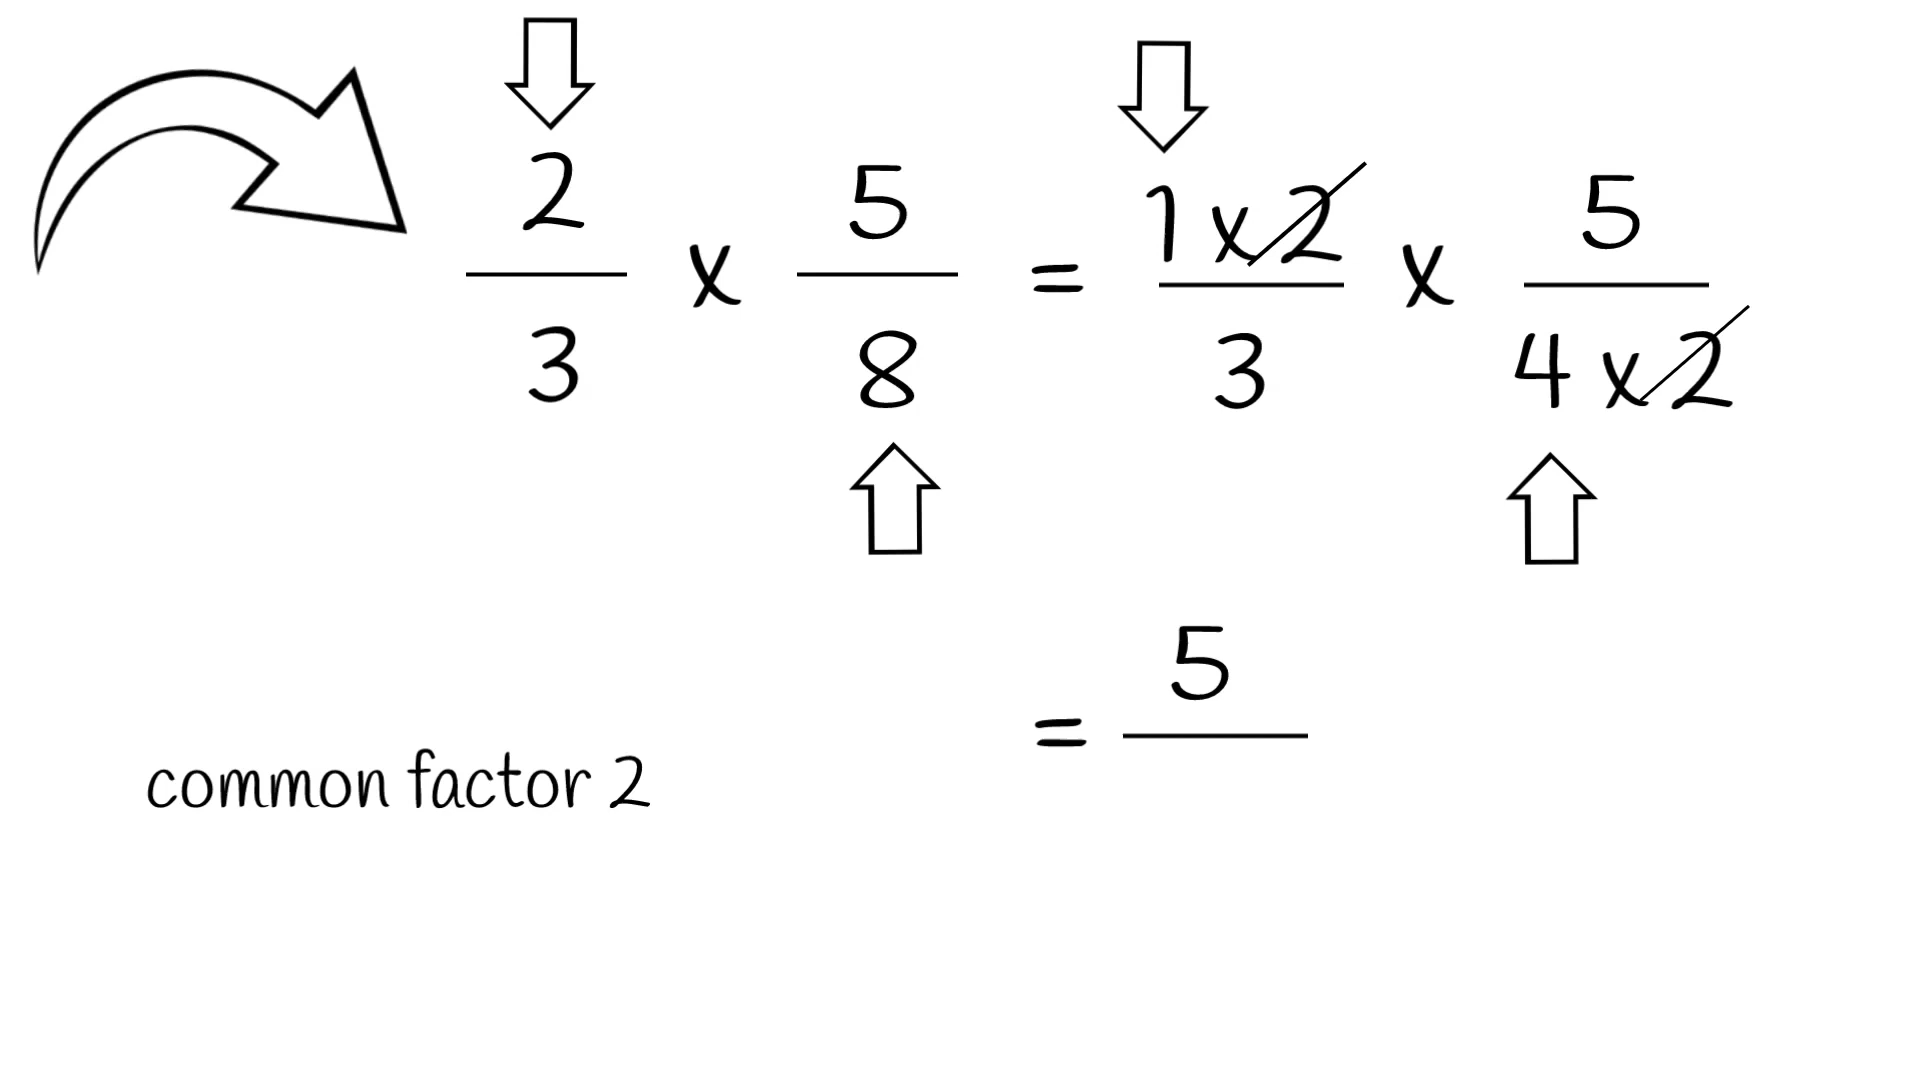 2/3 x 5/8 = 1 x 2/3 x 5/4 x 2
= 5
common factor 2